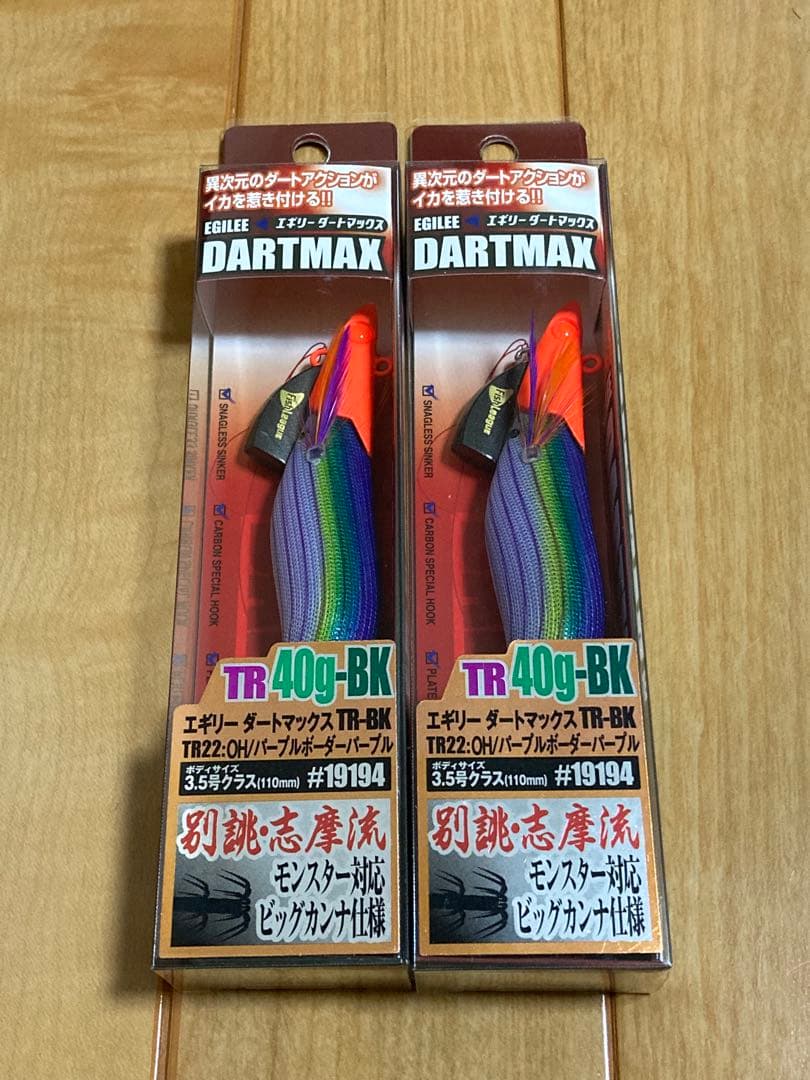 異次元のダートアクションが
イカを惹き付ける!!
EGILEE エギリーダートマックス
DARTMAX
Fish League
SNAGLESS SINKER
CARBON SPECIAL HOOK
TR 40g-BK
エギリー ダートマックス TR-BK
TR22:OH/パープルボーダーパープル
ボディサイズ
3.5号クラス(110mm) #19194
別誂・志摩流
モンスター対応
ビッグカンナ仕様
異次元のダートアクションが
イカを惹き付ける!!
EGILEE エギリーダートマックス
DARTMAX
Fish League
SNAGLESS SINKER
CARBON SPECIAL HOOK
PLATE
TR 40g-BK
エギリー ダートマックス TR-BK
TR22:OH/パープルボーダーパープル
ボディサイズ
3.5号クラス(110mm) #19194
別誂・志摩流
モンスター対応
ビッグカンナ仕様